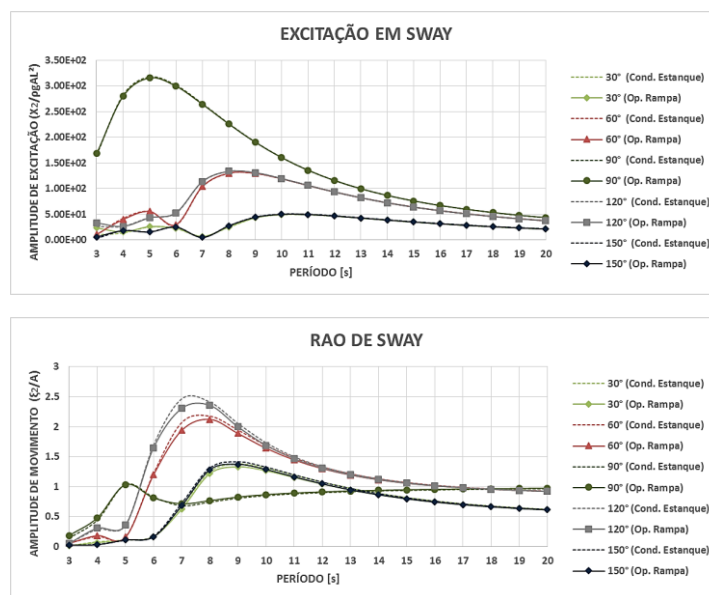 EXCITAÇÃO EM SWAY
AMPLITUDE DE EXCITAÇÃO (X2/ρgAL²)
3.50E+02
3.00E+02
2.50E+02
2.00E+02
1.50E+02
1.00E+02
5.00E+01
0.00E+00
3 4 5 6 7 8 9 10 11 12 13 14 15 16 17 18 19 20
PERÍODO [s]
30° (Cond. Estanque)
30° (Op. Rampa)
60° (Cond. Estanque)
60° (Op. Rampa)
90° (Cond. Estanque)
90° (Op. Rampa)
120° (Cond. Estanque)
120° (Op. Rampa)
150° (Cond. Estanque)
150° (Op. Rampa)
RAO DE SWAY
AMPLITUDE DE MOVIMENTO (ξ2/A)
3
2.5
2
1.5
1
0.5
0
3 4 5 6 7 8 9 10 11 12 13 14 15 16 17 18 19 20
PERÍODO [s]
30° (Cond. Estanque)
30° (Op. Rampa)
60° (Cond. Estanque)
60° (Op. Rampa)
90° (Cond. Estanque)
90° (Op. Rampa)
120° (Cond. Estanque)
120° (Op. Rampa)
150° (Cond. Estanque)
150° (Op. Rampa)